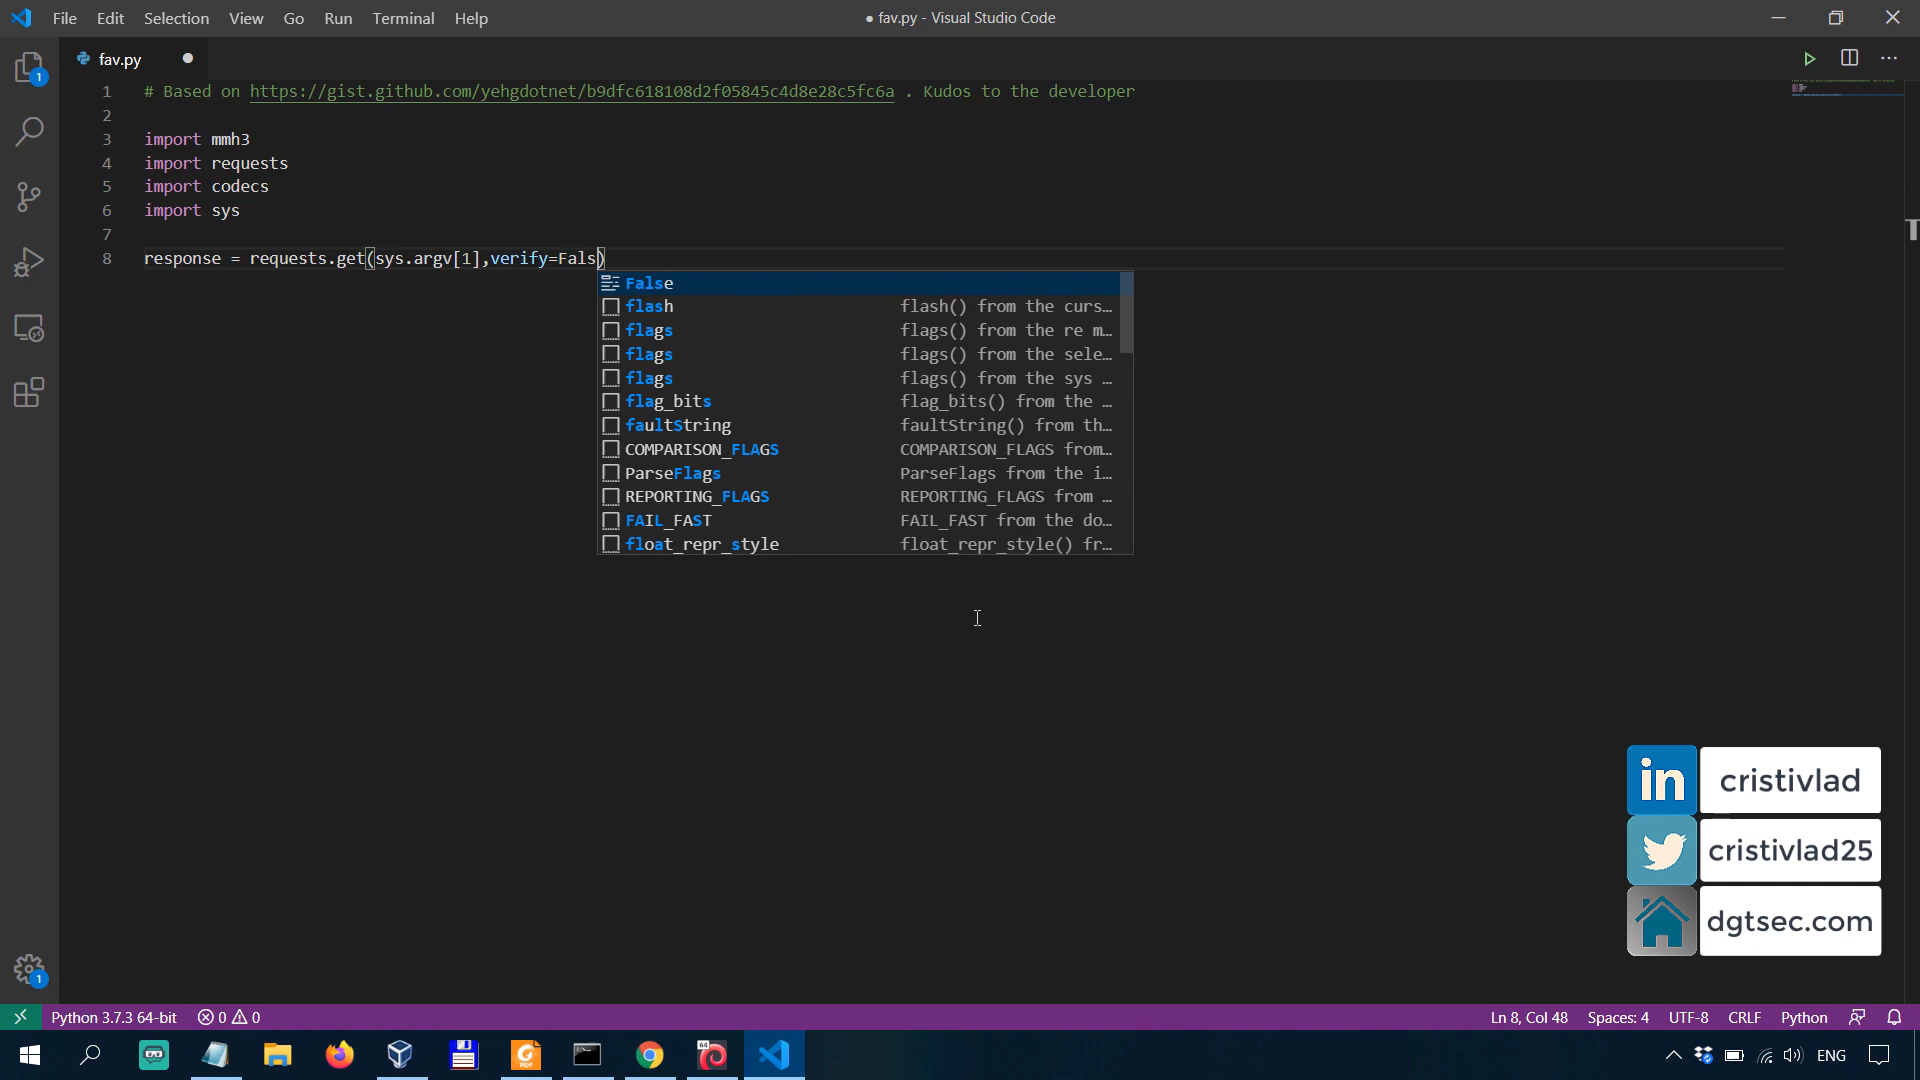 File Edit Selection View Go Run Terminal Help
● fav.py - Visual Studio Code
1
fav.py
1 # Based on https://gist.github.com/yehgdotnet/b9dfc618108d2f05845c4d8e28c5fc6a . Kudos to the developer
2
3 import mmh3
4 import requests
5 import codecs
6 import sys
7
8 response = requests.get(sys.argv[1],verify=Fals)
False
flash flash() from the curs…
flags flags() from the re m…
flags flags() from the sele…
flags flags() from the sys …
flag_bits flag_bits() from the …
faultString faultString() from th…
COMPARISON_FLAGS COMPARISON_FLAGS from…
ParseFlags ParseFlags from the i…
REPORTING_FLAGS REPORTING_FLAGS from …
FAIL_FAST FAIL_FAST from the do…
float_repr_style float_repr_style() fr…
in cristivlad
cristivlad25
dgtsec.com
1
Python 3.7.3 64-bit 0 0 Ln 8, Col 48 Spaces: 4 UTF-8 CRLF Python
PDF
64
ENG